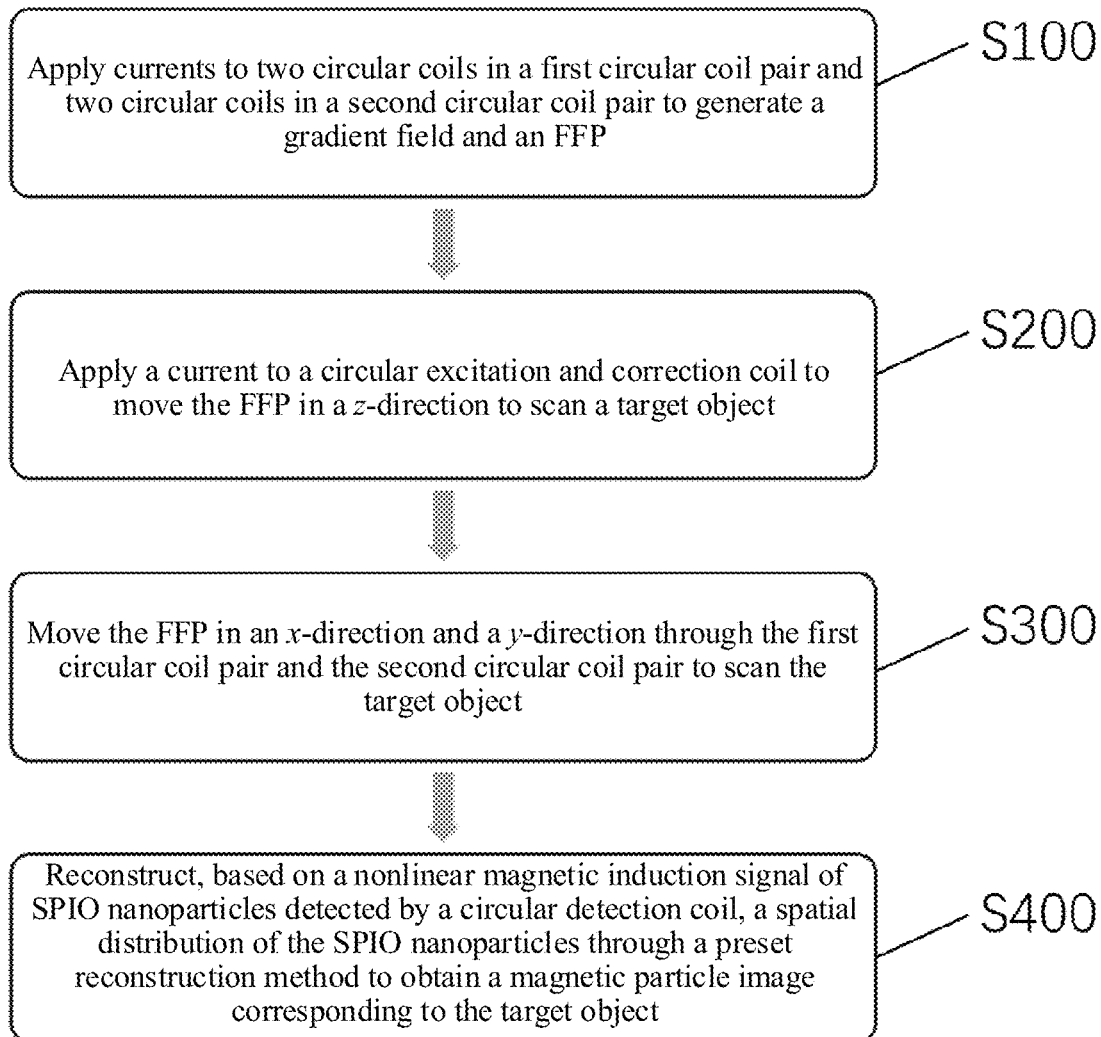 Apply currents to two circular coils in a first circular coil pair and
two circular coils in a second circular coil pair to generate a
gradient field and an FFP
S100
Apply a current to a circular excitation and correction coil to
move the FFP in a z-direction to scan a target object
S200
Move the FFP in an x-direction and a y-direction through the first
circular coil pair and the second circular coil pair to scan the
target object
S300
Reconstruct, based on a nonlinear magnetic induction signal of
SPIO nanoparticles detected by a circular detection coil, a spatial
distribution of the SPIO nanoparticles through a preset
reconstruction method to obtain a magnetic particle image
corresponding to the target object
S400